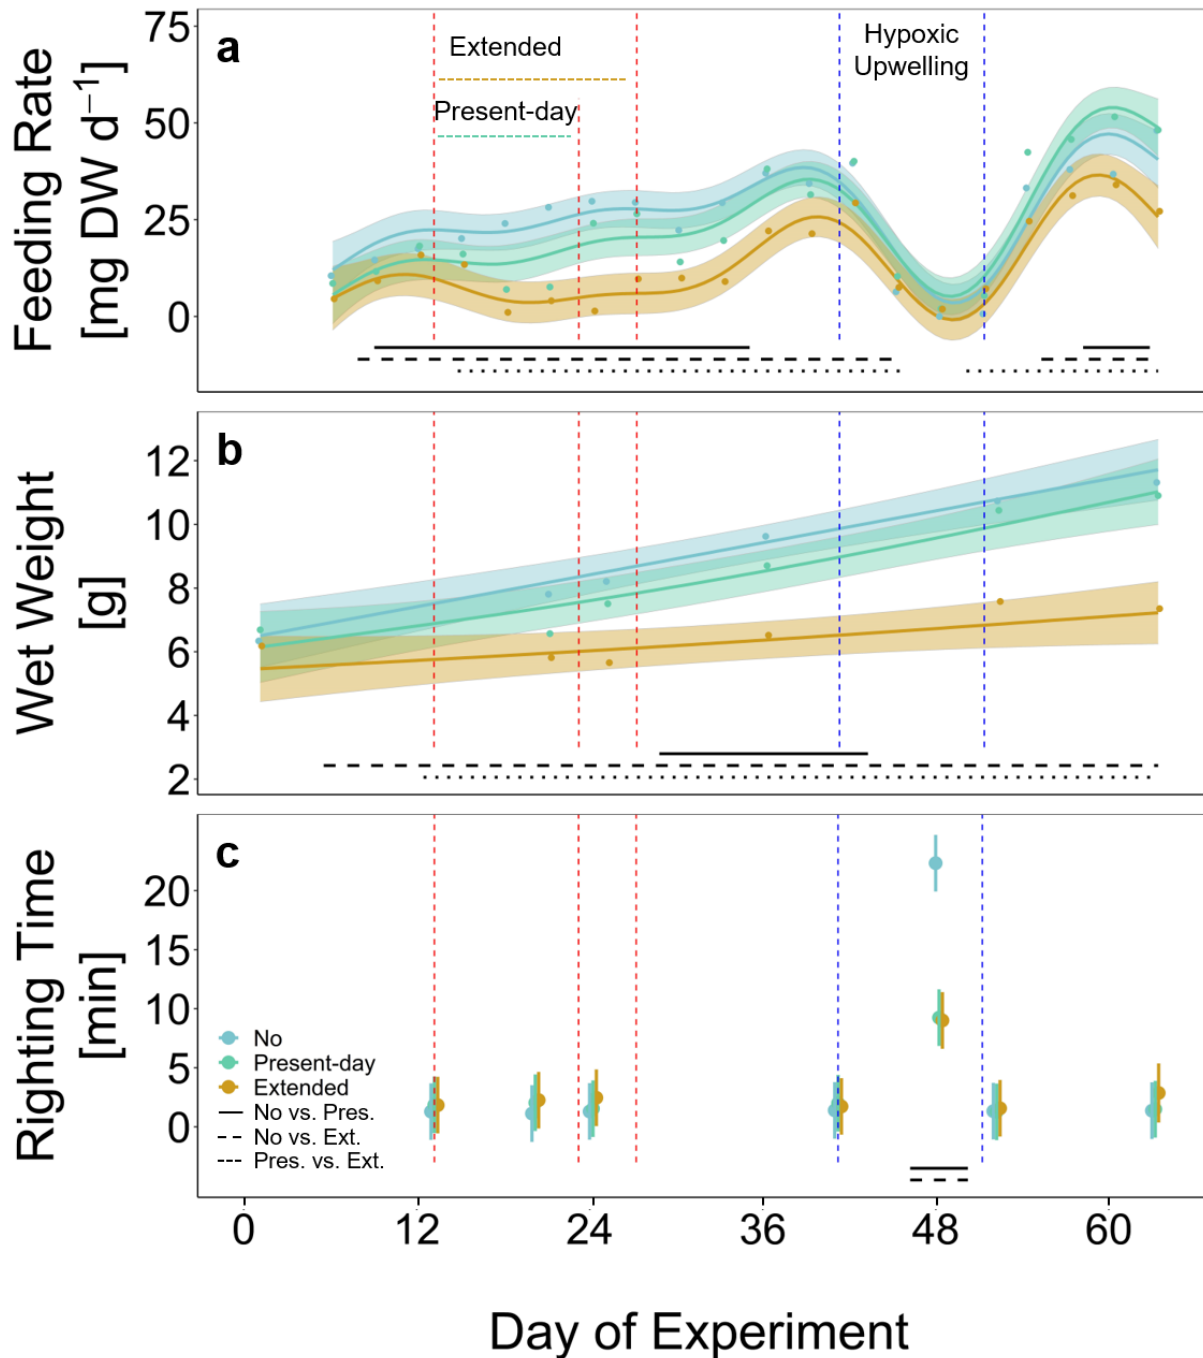 a
Feeding Rate
[mg DW d⁻¹]
75
50
25
0
Extended
Present-day
Hypoxic
Upwelling
b
Wet Weight
[g]
12
10
8
6
4
2
c
Righting Time
[min]
20
15
10
5
0
No
Present-day
Extended
No vs. Pres.
No vs. Ext.
Pres. vs. Ext.
0 12 24 36 48 60
Day of Experiment